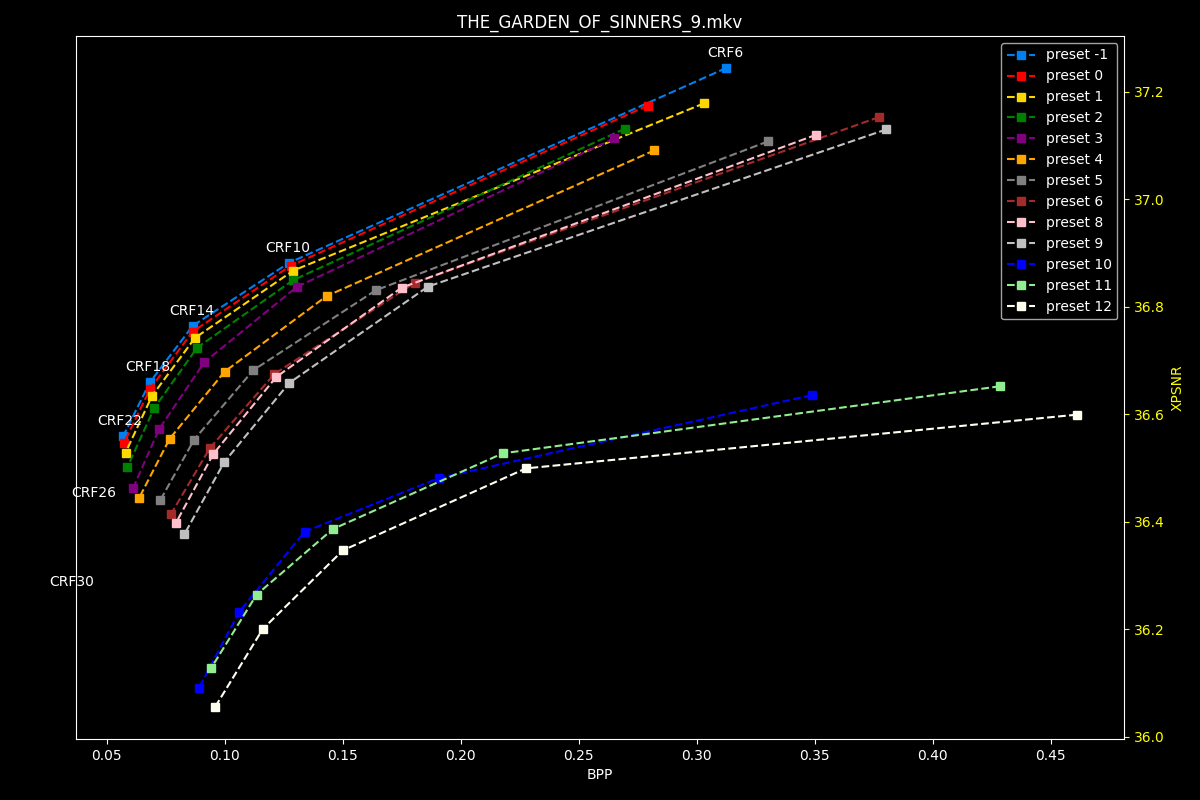 THE_GARDEN_OF_SINNERS_9.mkv
CRF6
CRF10
CRF14
CRF18
CRF22
CRF26
CRF30
preset -1
preset 0
preset 1
preset 2
preset 3
preset 4
preset 5
preset 6
preset 8
preset 9
preset 10
preset 11
preset 12
37.2
37.0
36.8
36.6
36.4
36.2
36.0
XPSNR
0.05 0.10 0.15 0.20 0.25 0.30 0.35 0.40 0.45
BPP